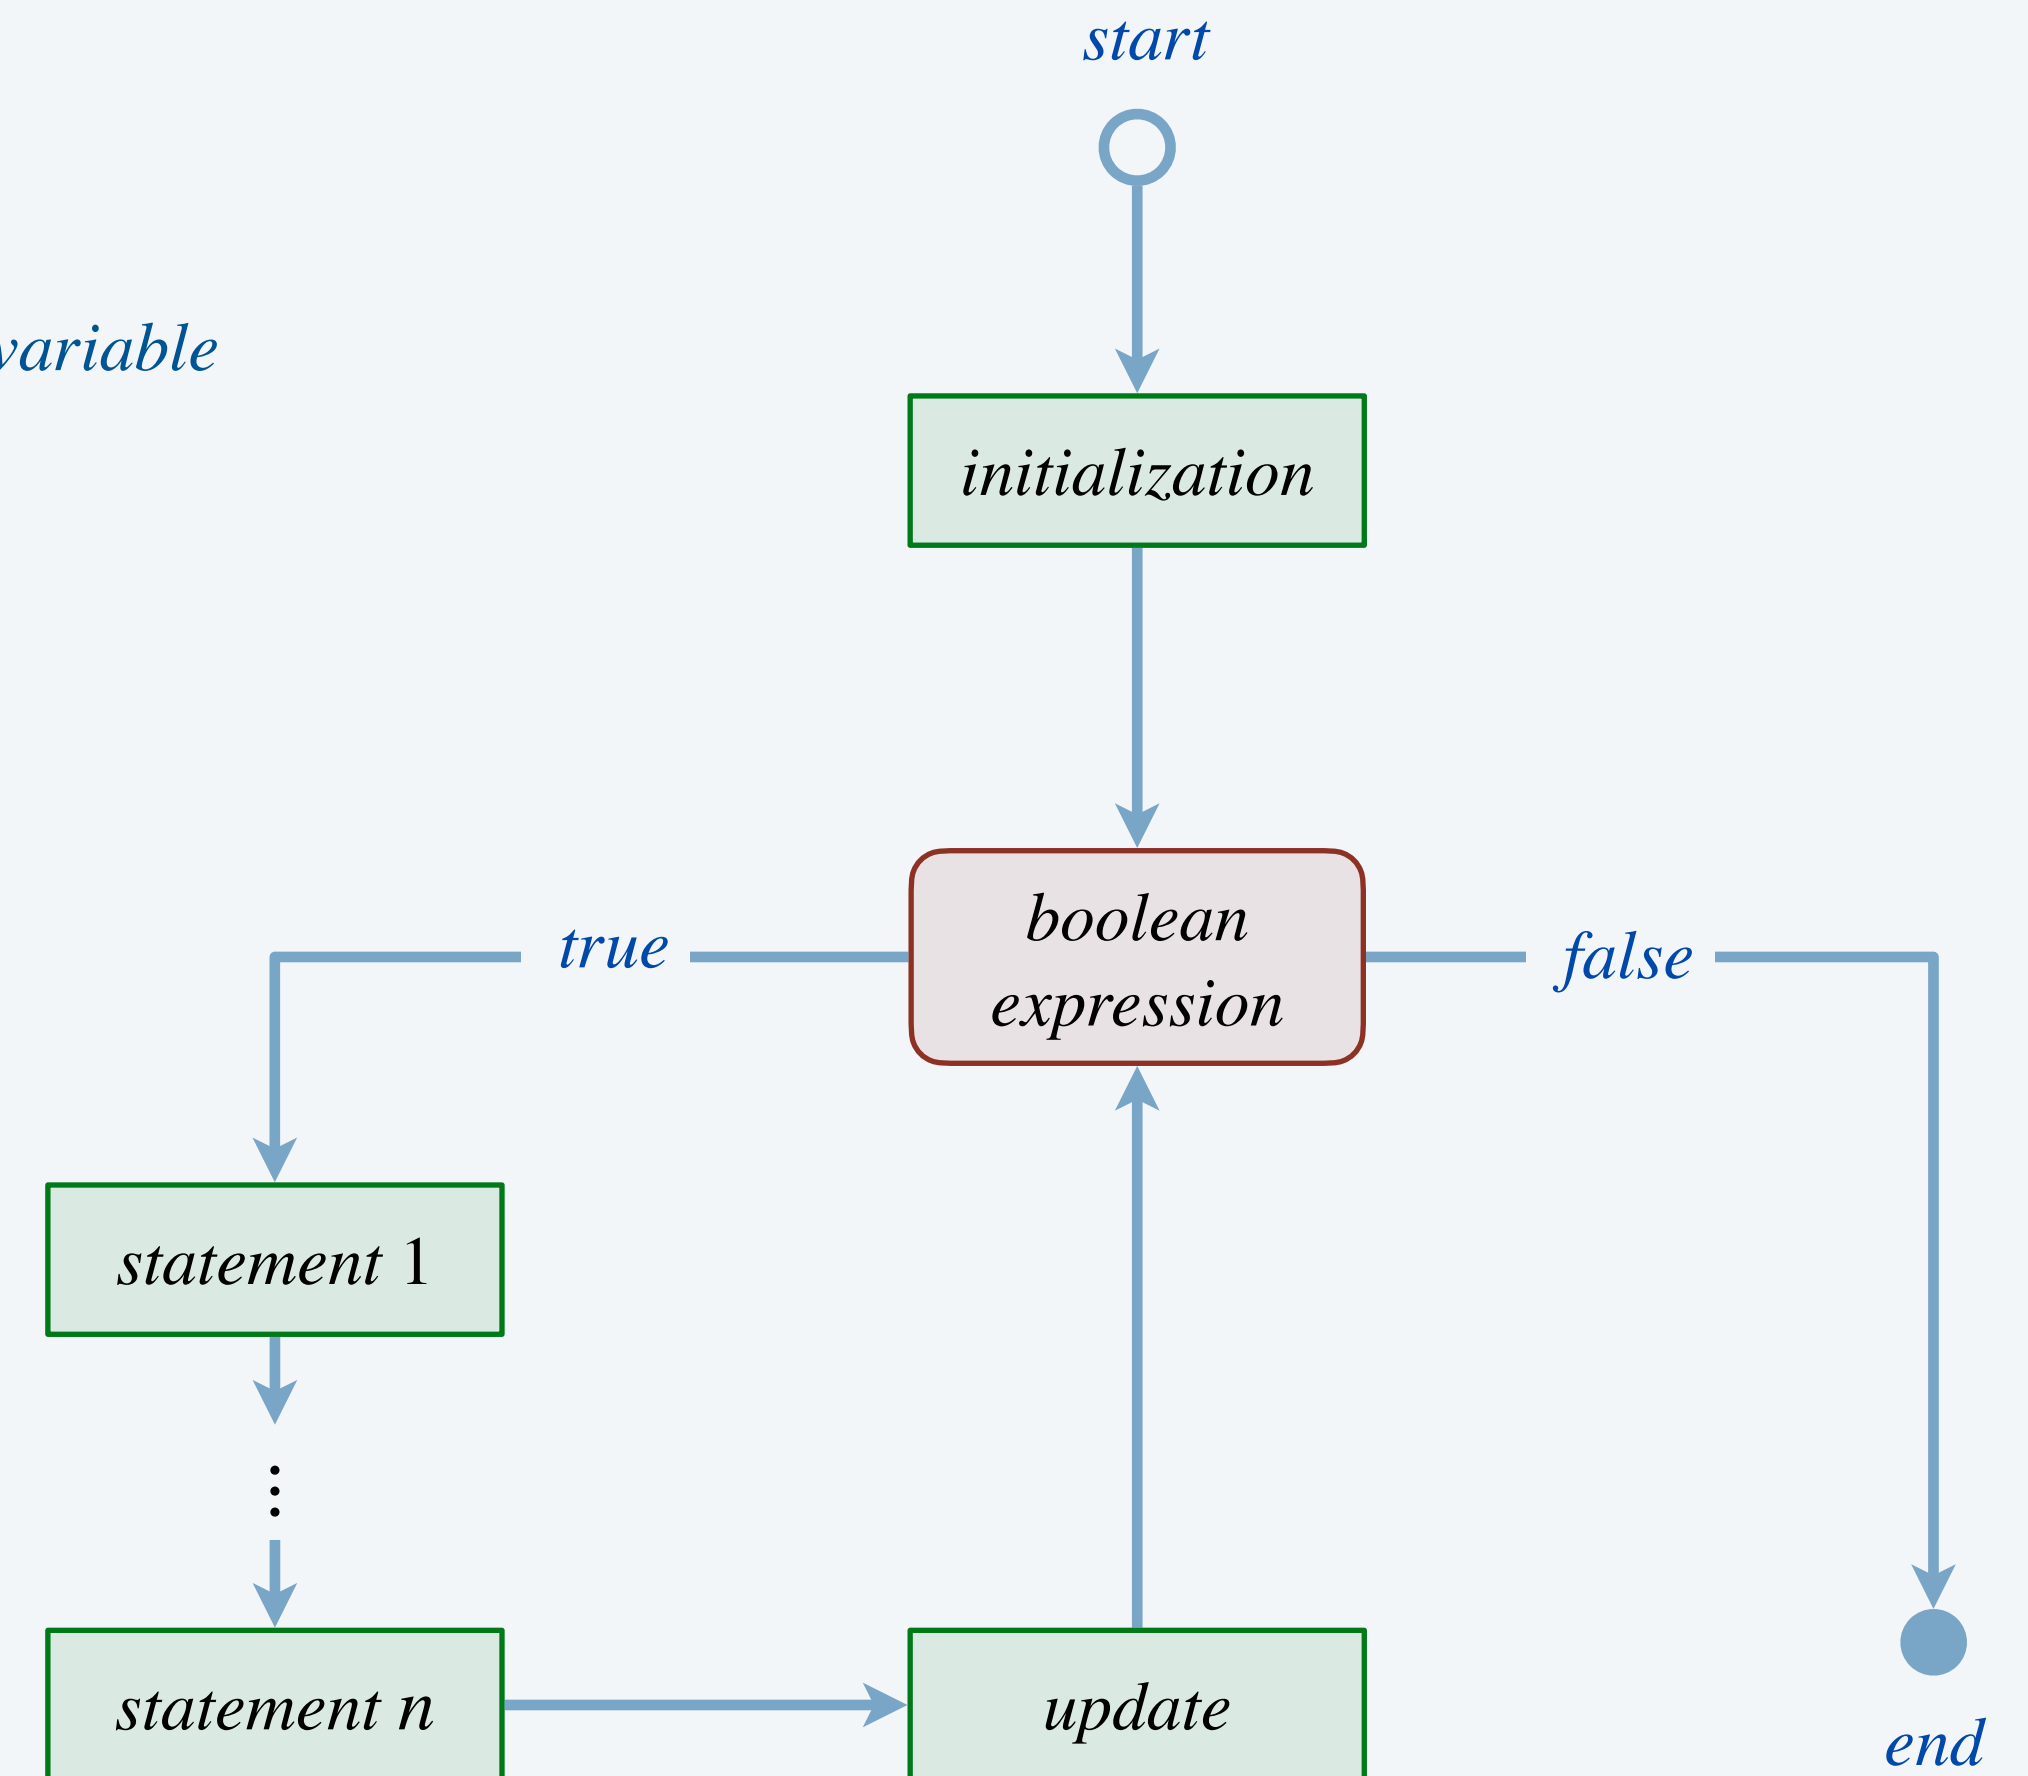 start
variable
initialization
boolean
expression
true
false
statement 1
statement n
update
end